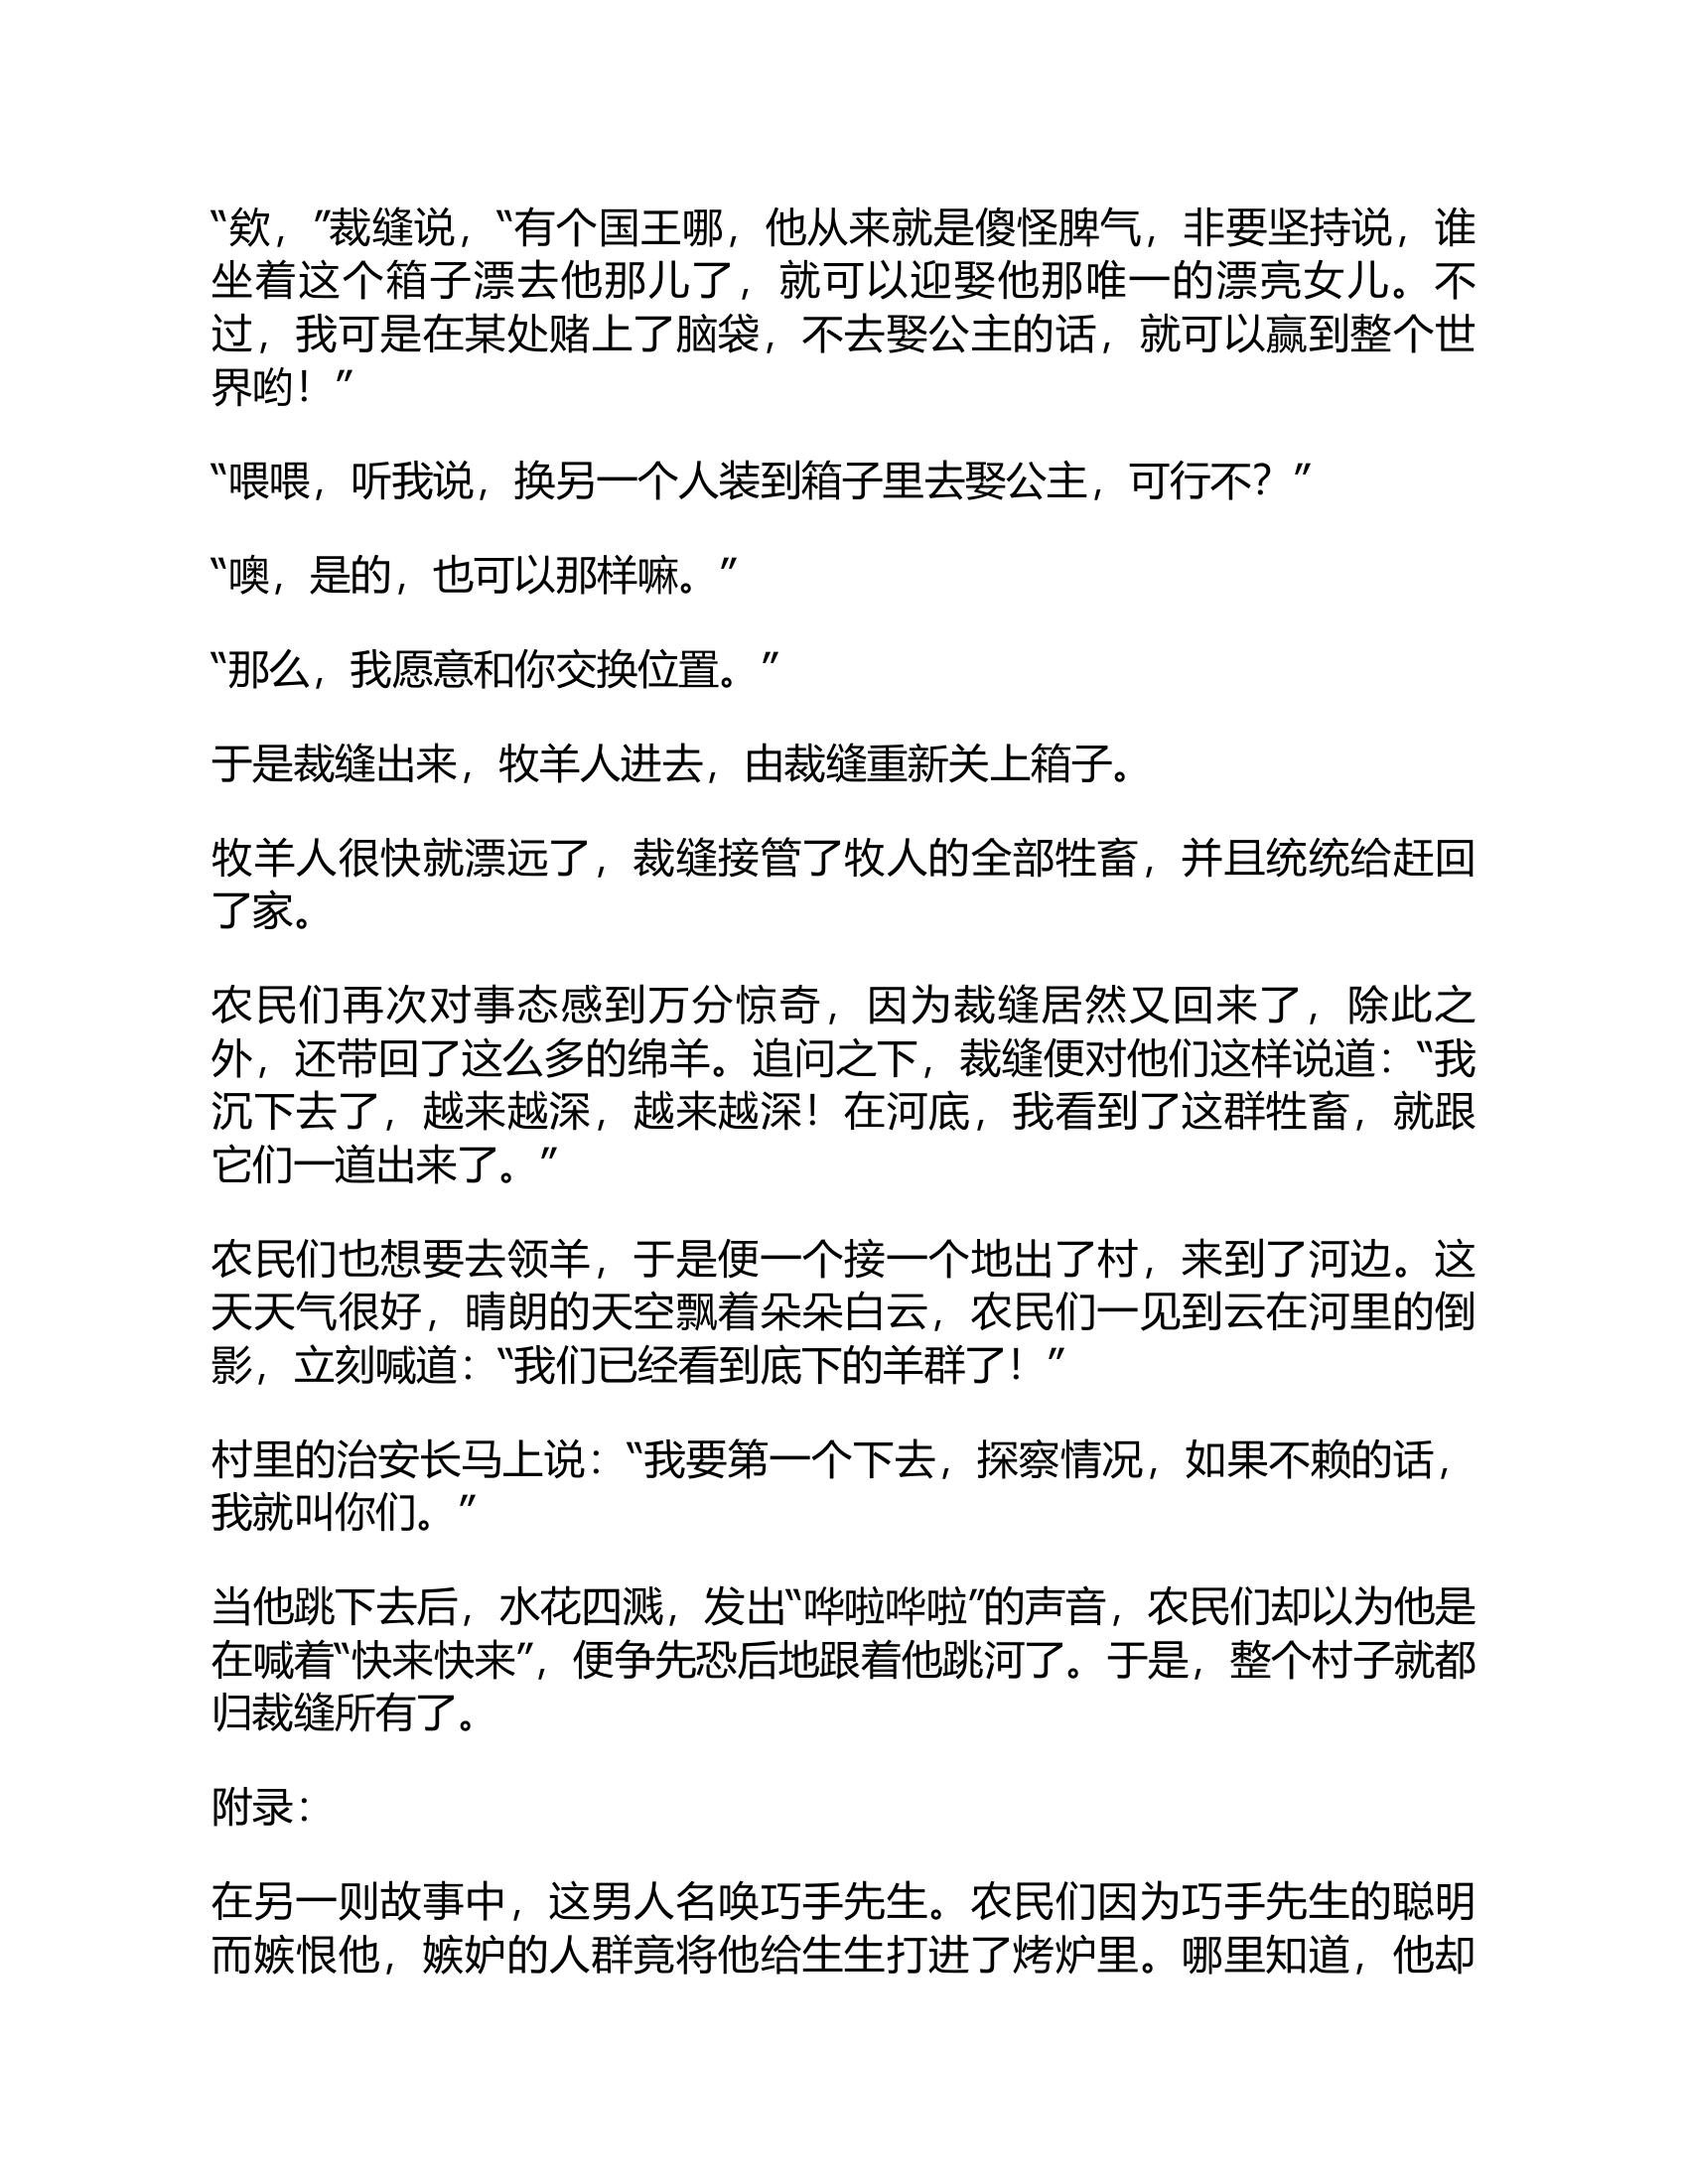 “欸，”裁缝说，“有个国王哪，他从来就是傻怪脾气，非要坚持说，谁
坐着这个箱子漂去他那儿了，就可以迎娶他那唯一的漂亮女儿。不
过，我可是在某处赌上了脑袋，不去娶公主的话，就可以赢到整个世
界哟！”
“喂喂，听我说，换另一个人装到箱子里去娶公主，可行不？”
“噢，是的，也可以那样嘛。”
“那么，我愿意和你交换位置。”
于是裁缝出来，牧羊人进去，由裁缝重新关上箱子。
牧羊人很快就漂远了，裁缝接管了牧人的全部牲畜，并且统统给赶回
了家。
农民们再次对事态感到万分惊奇，因为裁缝居然又回来了，除此之
外，还带回了这么多的绵羊。追问之下，裁缝便对他们这样说道：“我
沉下去了，越来越深，越来越深！在河底，我看到了这群牲畜，就跟
它们一道出来了。”
农民们也想要去领羊，于是便一个接一个地出了村，来到了河边。这
天天气很好，晴朗的天空飘着朵朵白云，农民们一见到云在河里的倒
影，立刻喊道：“我们已经看到底下的羊群了！”
村里的治安长马上说：“我要第一个下去，探察情况，如果不赖的话，
我就叫你们。”
当他跳下去后，水花四溅，发出“哗啦哗啦”的声音，农民们却以为他是
在喊着“快来快来”，便争先恐后地跟着他跳河了。于是，整个村子就都
归裁缝所有了。
附录：
在另一则故事中，这男人名唤巧手先生。农民们因为巧手先生的聪明
而嫉恨他，嫉妒的人群竟将他给生生打进了烤炉里。哪里知道，他却